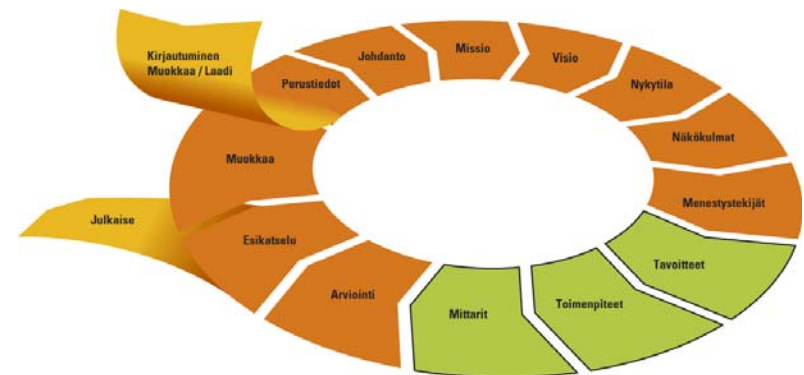 Kirjautuminen
Muokkaa / Laadi
Perustiedot
Johdanto
Missio
Visio
Nykytila
Näkökulmat
Menestystekijät
Tavoitteet
Toimenpiteet
Mittarit
Arviointi
Esikatselu
Muokkaa
Julkaise